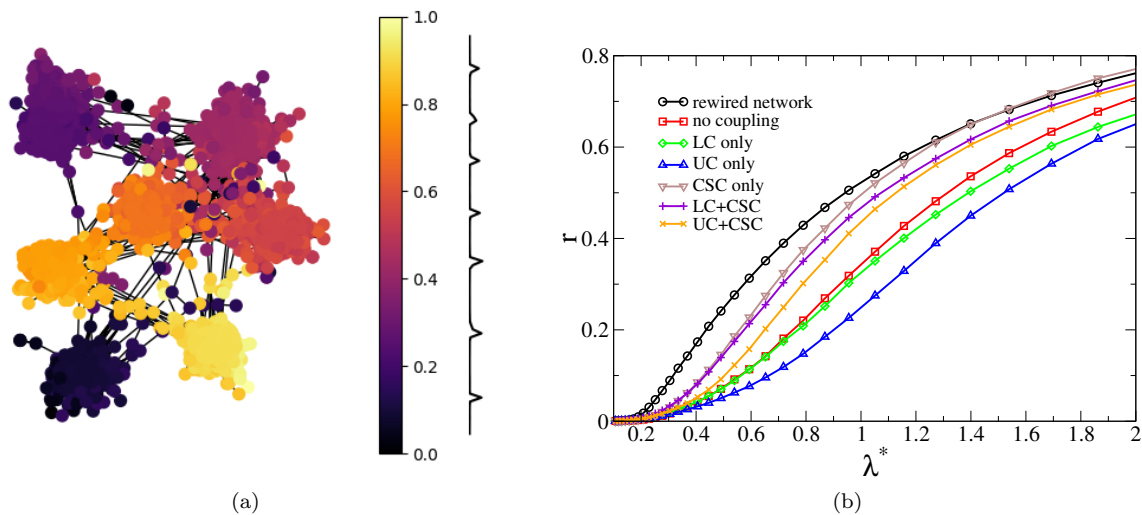 1.0
0.8
0.6
0.4
0.2
0.0
(a)
r
0.8
0.6
0.4
0.2
0
rewired network
no coupling
LC only
UC only
CSC only
LC+CSC
UC+CSC
0.2 0.4 0.6 0.8 1 1.2 1.4 1.6 1.8 2
λ*
(b)